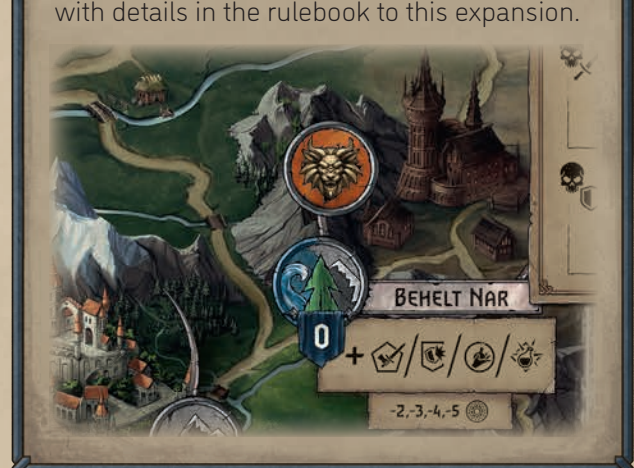 with details in the rulebook to this expansion.
BEHELT NAR
0
+ / / /
-2,-3,-4,-5